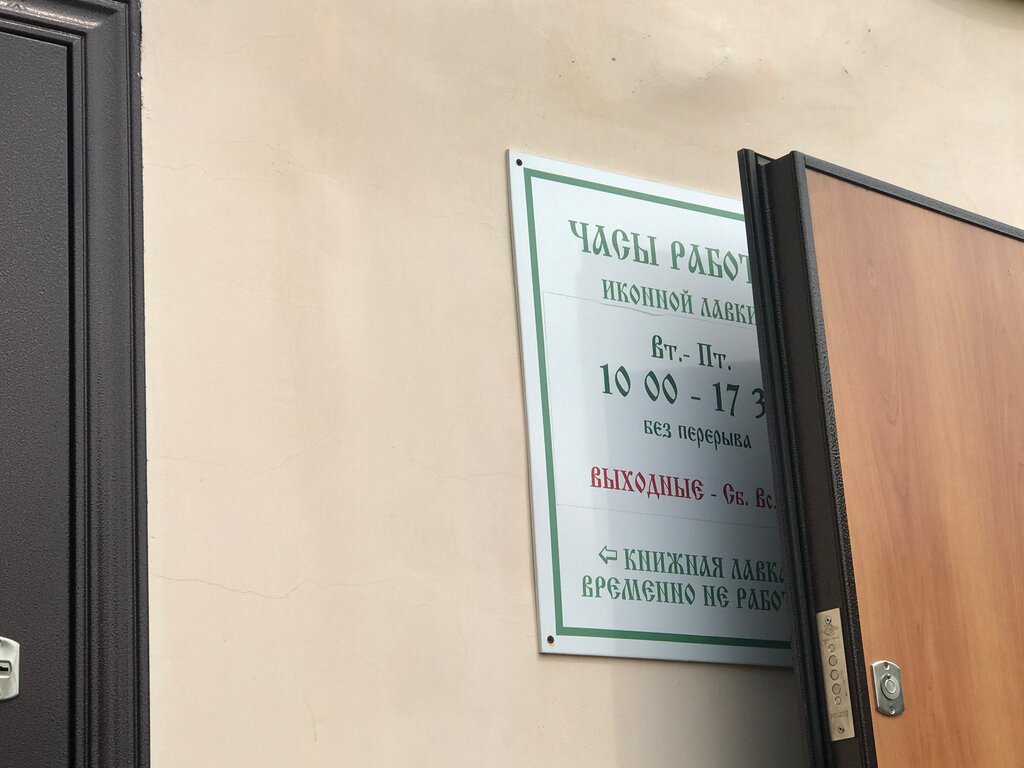 ЧАСЫ РАБОТ
ИКОННОЙ ЛАВКИ
Вт.- Пт.
10 00 - 17 3
без перерыва
ВЫХОДНЫЕ - Сб. Вс.
⇦ КНИЖНАЯ ЛАВКА
ВРЕМЕННО НЕ РАБОТ